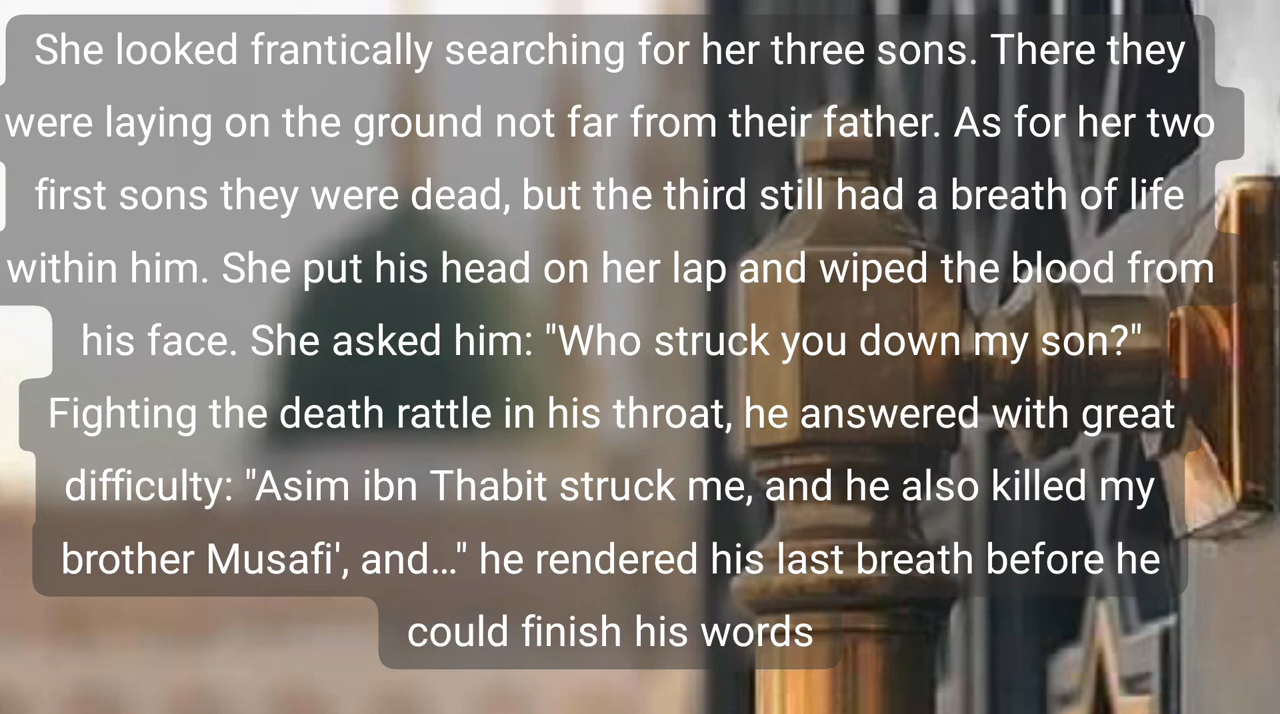 She looked frantically searching for her three sons. There they
were laying on the ground not far from their father. As for her two
first sons they were dead, but the third still had a breath of life
within him. She put his head on her lap and wiped the blood from
his face. She asked him: "Who struck you down my son?"
Fighting the death rattle in his throat, he answered with great
difficulty: "Asim ibn Thabit struck me, and he also killed my
brother Musafi', and..." he rendered his last breath before he
could finish his words